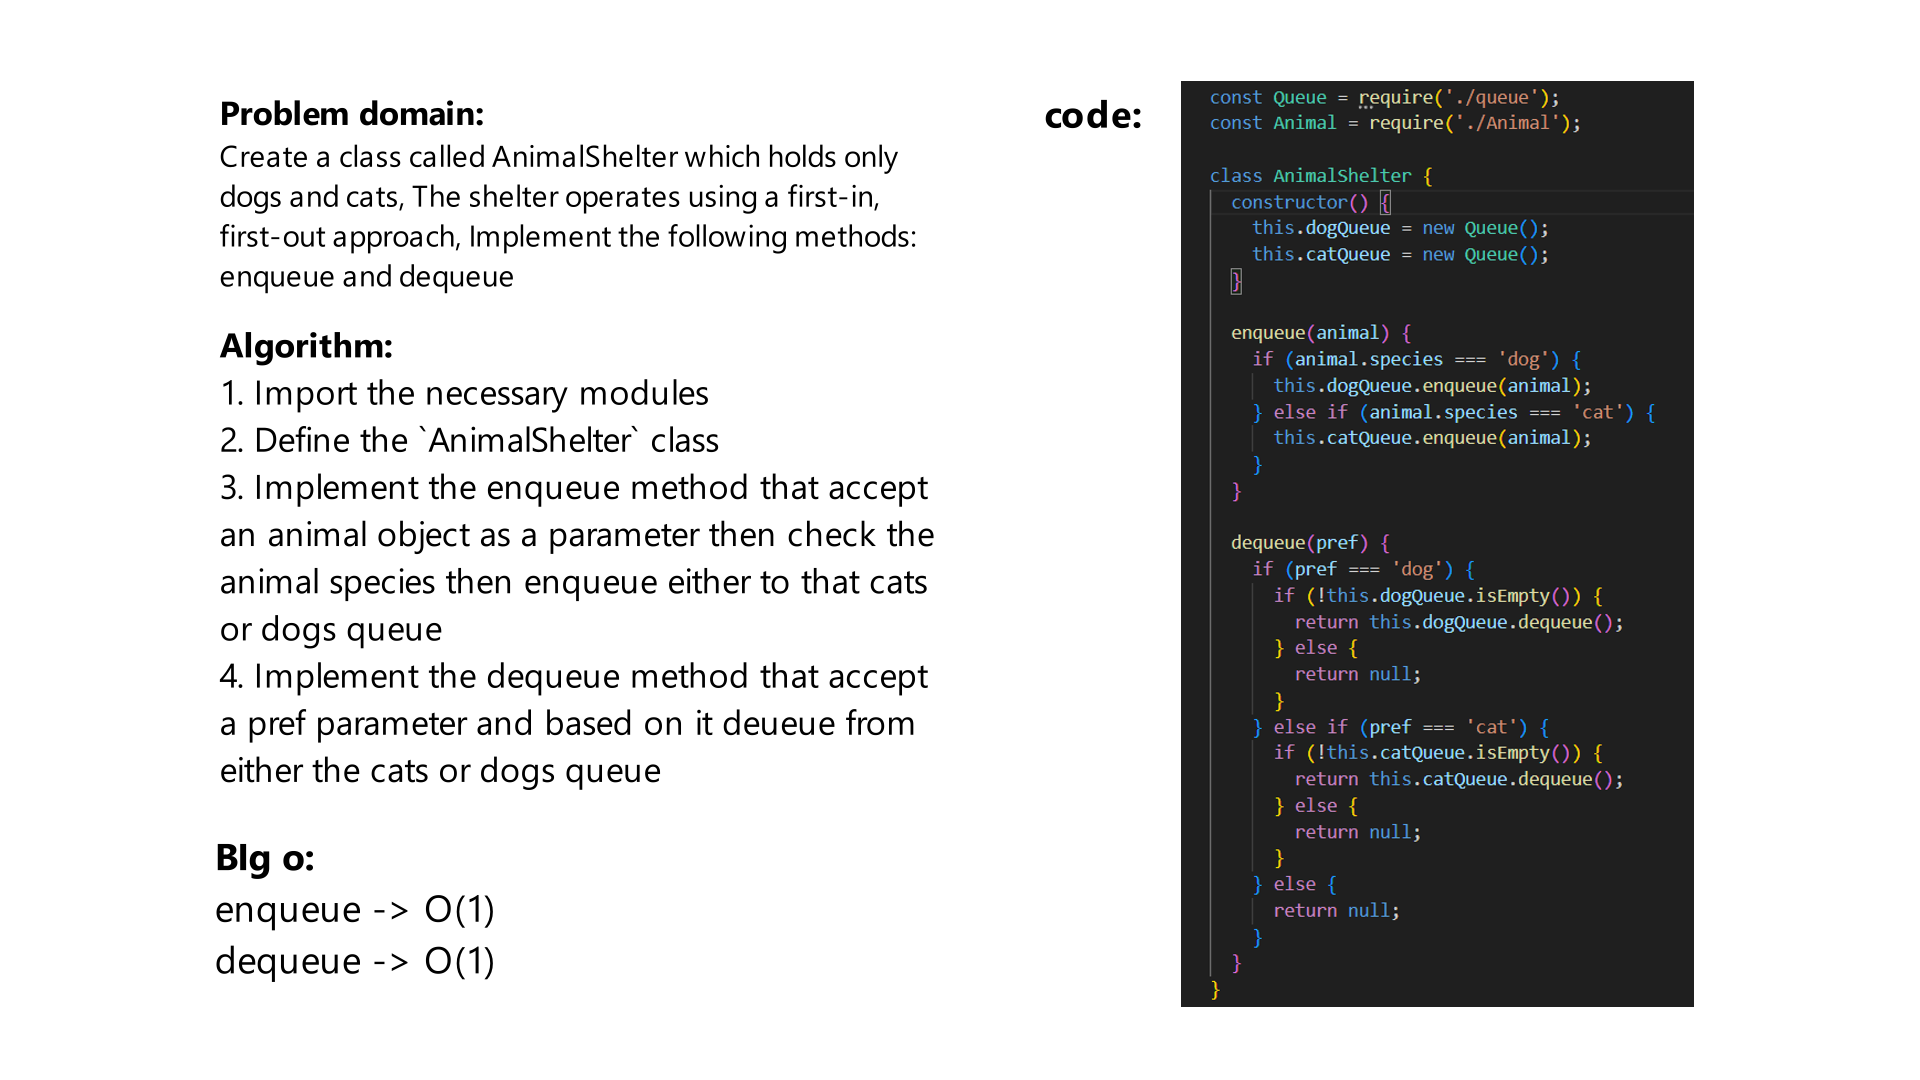 Problem domain:
Create a class called AnimalShelter which holds only
dogs and cats, The shelter operates using a first-in,
first-out approach, Implement the following methods:
enqueue and dequeue
Algorithm:
1. Import the necessary modules
2. Define the `AnimalShelter` class
3. Implement the enqueue method that accept
an animal object as a parameter then check the
animal species then enqueue either to that cats
or dogs queue
4. Implement the dequeue method that accept
a pref parameter and based on it deueue from
either the cats or dogs queue
BIg o:
enqueue -> O(1)
dequeue -> O(1)
code:
const Queue = require('./queue');
const Animal = require('./Animal');
class AnimalShelter {
constructor() {
this.dogQueue = new Queue();
this.catQueue = new Queue();
}
enqueue(animal) {
if (animal.species === 'dog') {
this.dogQueue.enqueue(animal);
} else if (animal.species === 'cat') {
this.catQueue.enqueue(animal);
}
}
dequeue(pref) {
if (pref === 'dog') {
if (!this.dogQueue.isEmpty()) {
return this.dogQueue.dequeue();
} else {
return null;
}
} else if (pref === 'cat') {
if (!this.catQueue.isEmpty()) {
return this.catQueue.dequeue();
} else {
return null;
}
} else {
return null;
}
}
}